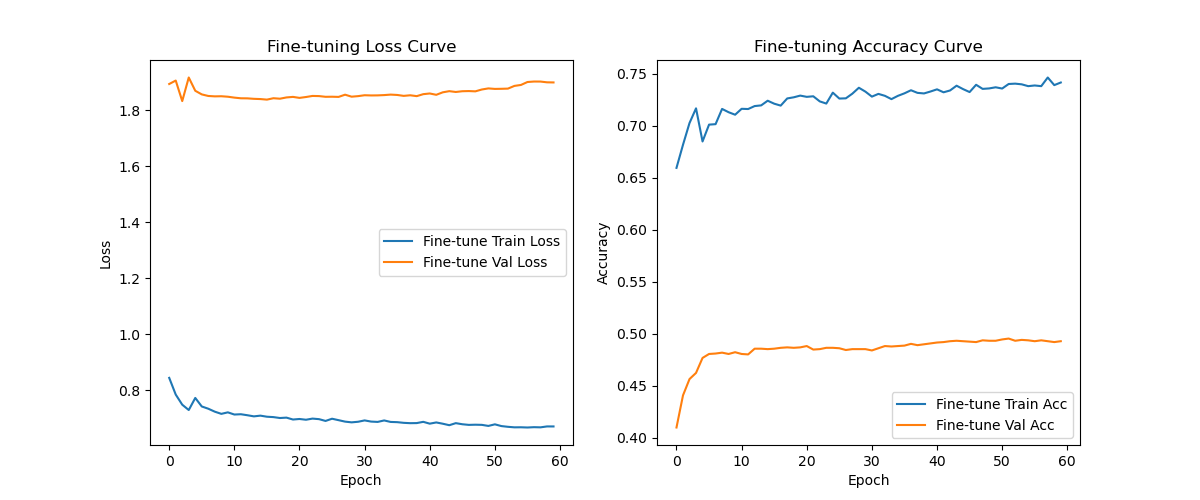 Fine-tuning Loss Curve
Loss
1.8
1.6
1.4
1.2
1.0
0.8
Fine-tune Train Loss
Fine-tune Val Loss
0 10 20 30 40 50 60
Epoch
Fine-tuning Accuracy Curve
Accuracy
0.75
0.70
0.65
0.60
0.55
0.50
0.45
0.40
Fine-tune Train Acc
Fine-tune Val Acc
0 10 20 30 40 50 60
Epoch